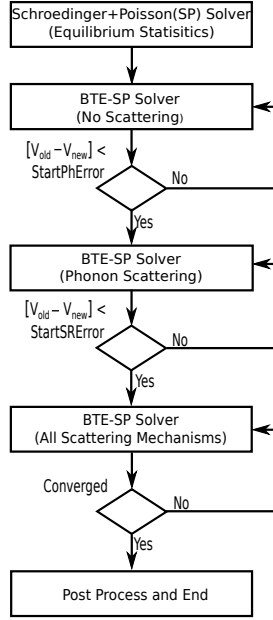 Schroedinger+Poisson(SP) Solver
(Equilibrium Statisitics)
BTE-SP Solver
(No Scattering)
[Vold − Vnew] <
StartPhError
No
Yes
BTE-SP Solver
(Phonon Scattering)
[Vold − Vnew] <
StartSRError
No
Yes
BTE-SP Solver
(All Scattering Mechanisms)
Converged
No
Yes
Post Process and End